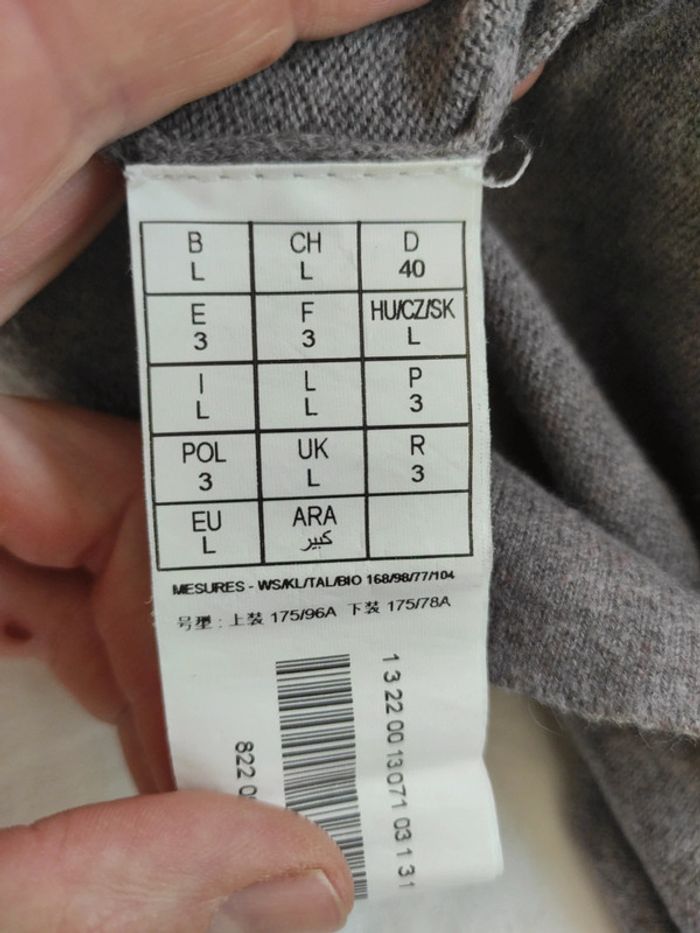 B CH D
L L 40
E F HU/CZ/SK
3 3 L
I L P
L L 3
POL UK R
3 L 3
EU ARA
L كبير
MESURES - WS/KL/TAL/BIO 168/98/77/104
号型 : 上装 175/96A 下装 175/78A
1 3 22 00 13071 03 1 31
822 0